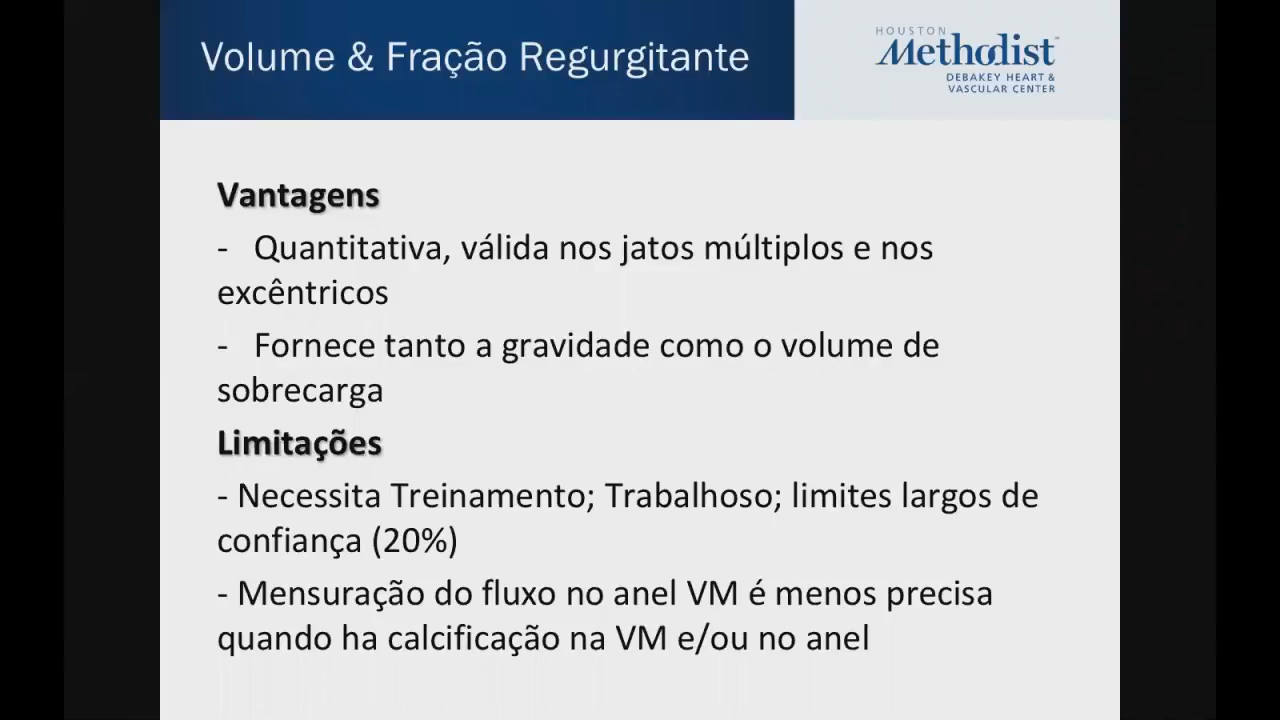 Volume & Fração Regurgitante
HOUSTON
Methodist
DEBAKEY HEART &
VASCULAR CENTER
Vantagens
- Quantitativa, válida nos jatos múltiplos e nos
excêntricos
- Fornece tanto a gravidade como o volume de
sobrecarga
Limitações
- Necessita Treinamento; Trabalhoso; limites largos de
confiança (20%)
- Mensuração do fluxo no anel VM é menos precisa
quando ha calcificação na VM e/ou no anel